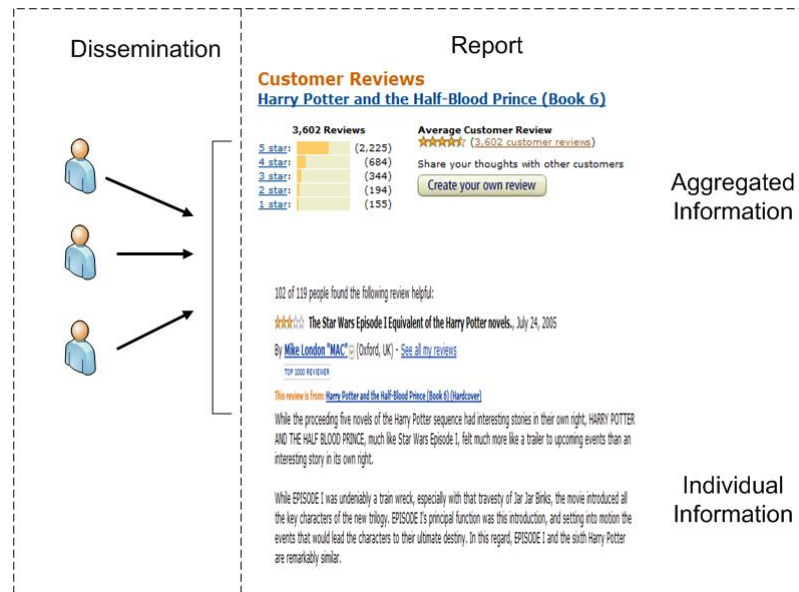 Dissemination
Report
Customer Reviews
Harry Potter and the Half-Blood Prince (Book 6)
3,602 Reviews
5 star: (2,225)
4 star: (684)
3 star: (344)
2 star: (194)
1 star: (155)
Average Customer Review
(3,602 customer reviews)
Share your thoughts with other customers
Create your own review
Aggregated
Information
102 of 119 people found the following review helpful:
The Star Wars Episode I Equivalent of the Harry Potter novels., July 24, 2005
By Mike London "MAC" (Oxford, UK) - See all my reviews
TOP 1000 REVIEWER
This review is from: Harry Potter and the Half-Blood Prince (Book 6) (Hardcover)
While the proceeding five novels of the Harry Potter sequence had interesting stories in their own right, HARRY POTTER
AND THE HALF BLOOD PRINCE, much like Star Wars Episode I, felt much more like a trailer to upcoming events than an
interesting story in its own right.
While EPISODE I was undeniably a train wreck, especially with that travesty of Jar Jar Binks, the movie introduced all
the key characters of the new trilogy. EPISODE I's principal function was this introduction, and setting into motion the
events that would lead the characters to their ultimate destiny. In this regard, EPISODE I and the sixth Harry Potter
are remarkably similar.
Individual
Information